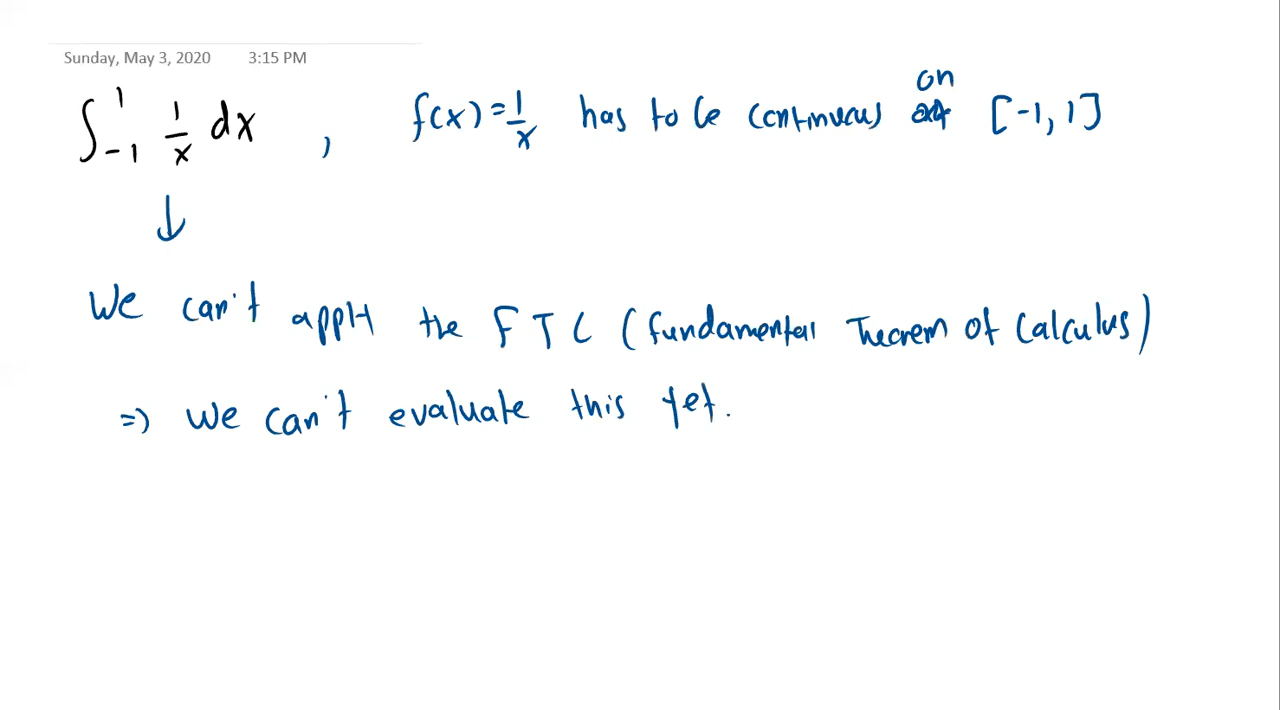 Sunday, May 3, 2020 3:15 PM
∫₋₁¹ 1/x dx , f(x)=1/x has to be continuous on [-1, 1]
↓
We can't apply the FTC (Fundamental Theorem of Calculus)
=) We can't evaluate this yet.